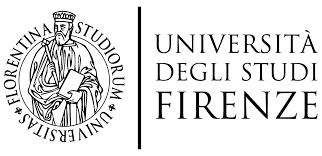 FLORENTINA STUDIORUM UNIVERSITAS
UNIVERSITÀ
DEGLI STUDI
FIRENZE